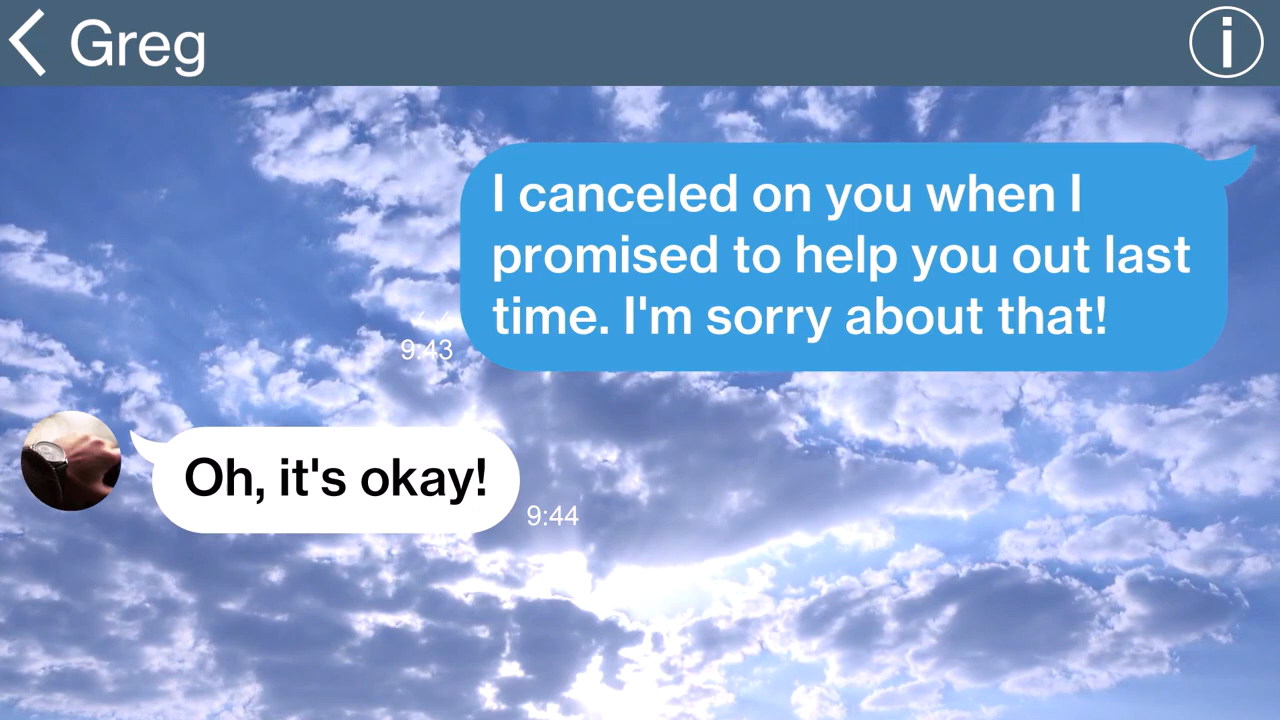 Greg
I canceled on you when I
promised to help you out last
time. I'm sorry about that!
9:43
Oh, it's okay!
9:44